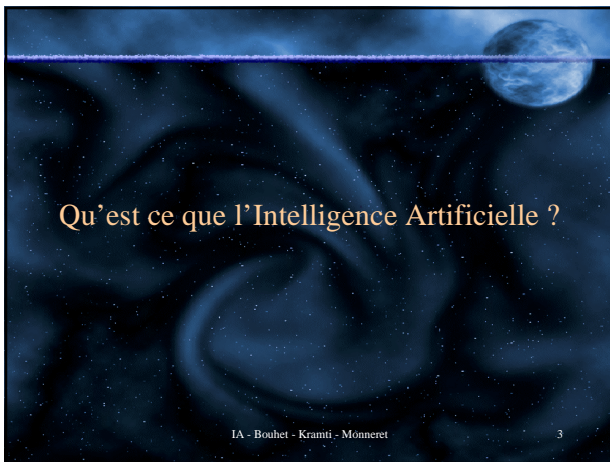 Qu’est ce que l’Intelligence Artificielle ?
IA - Bouhet - Kramti - Monneret 3